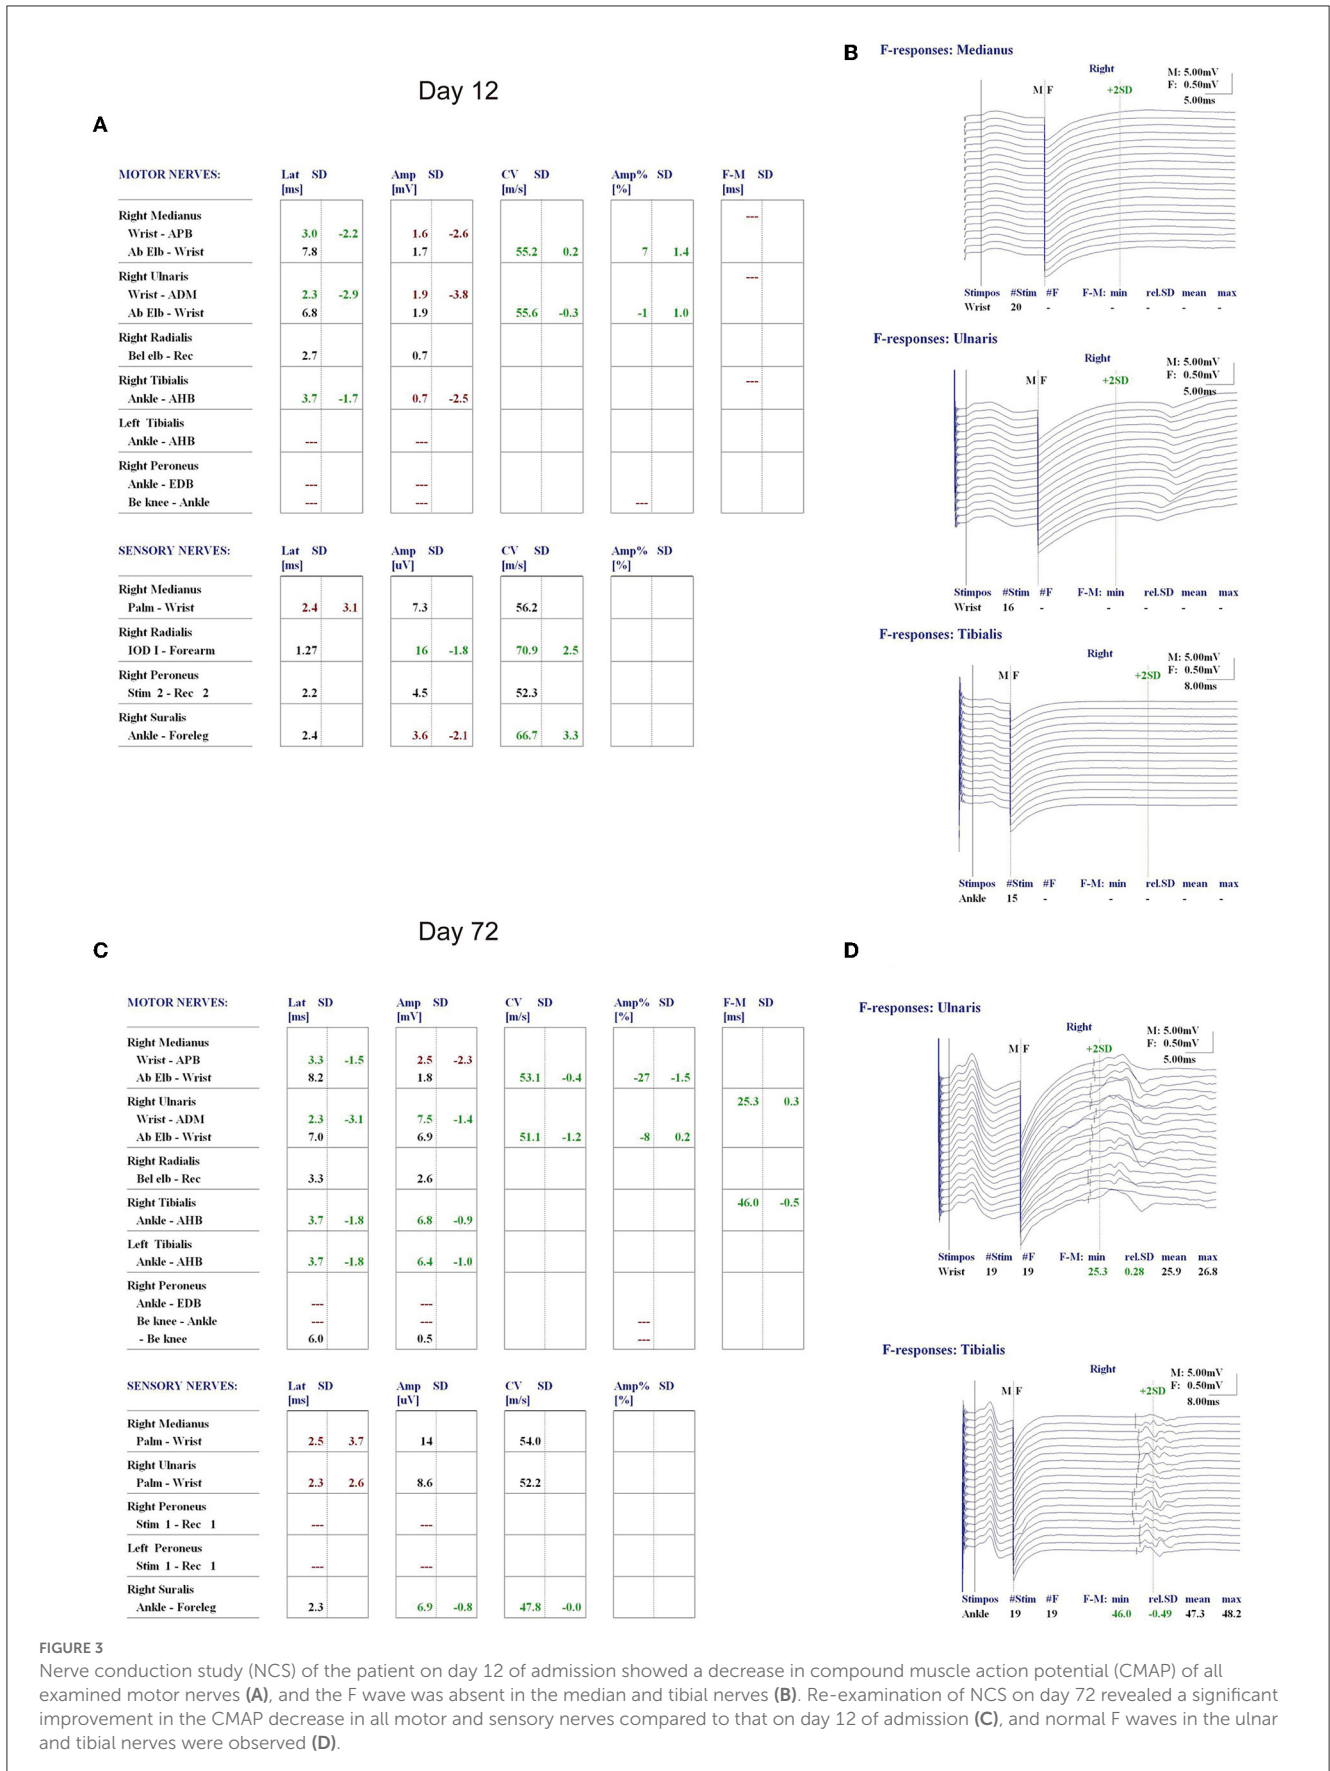 Day 12
A
MOTOR NERVES: Lat SD Amp SD CV SD Amp% SD F-M SD
[ms] [mV] [m/s] [%] [ms]
Right Medianus ---
Wrist - APB 3.0 -2.2 1.6 -2.6
Ab Elb - Wrist 7.8 1.7 55.2 0.2 7 1.4
Right Ulnaris ---
Wrist - ADM 2.3 -2.9 1.9 -3.8
Ab Elb - Wrist 6.8 1.9 55.6 -0.3 -1 1.0
Right Radialis
Bel elb - Rec 2.7 0.7
Right Tibialis ---
Ankle - AHB 3.7 -1.7 0.7 -2.5
Left Tibialis
Ankle - AHB --- ---
Right Peroneus
Ankle - EDB --- ---
Be knee - Ankle --- --- ---
SENSORY NERVES: Lat SD Amp SD CV SD Amp% SD
[ms] [uV] [m/s] [%]
Right Medianus
Palm - Wrist 2.4 3.1 7.3 56.2
Right Radialis
IOD I - Forearm 1.27 16 -1.8 70.9 2.5
Right Peroneus
Stim 2 - Rec 2 2.2 4.5 52.3
Right Suralis
Ankle - Foreleg 2.4 3.6 -2.1 66.7 3.3
B
F-responses: Medianus
Right
M: 5.00mV
F: 0.50mV
5.00ms
M F +2SD
Stimpos #Stim #F F-M: min rel.SD mean max
Wrist 20 - - - - -
F-responses: Ulnaris
Right
M: 5.00mV
F: 0.50mV
5.00ms
M F +2SD
Stimpos #Stim #F F-M: min rel.SD mean max
Wrist 16 - - - - -
F-responses: Tibialis
Right
M: 5.00mV
F: 0.50mV
8.00ms
M F +2SD
Stimpos #Stim #F F-M: min rel.SD mean max
Ankle 15 - - - - -
Day 72
C
MOTOR NERVES: Lat SD Amp SD CV SD Amp% SD F-M SD
[ms] [mV] [m/s] [%] [ms]
Right Medianus
Wrist - APB 3.3 -1.5 2.5 -2.3
Ab Elb - Wrist 8.2 1.8 53.1 -0.4 -27 -1.5
Right Ulnaris 25.3 0.3
Wrist - ADM 2.3 -3.1 7.5 -1.4
Ab Elb - Wrist 7.0 6.9 51.1 -1.2 -8 0.2
Right Radialis
Bel elb - Rec 3.3 2.6
Right Tibialis 46.0 -0.5
Ankle - AHB 3.7 -1.8 6.8 -0.9
Left Tibialis
Ankle - AHB 3.7 -1.8 6.4 -1.0
Right Peroneus
Ankle - EDB --- ---
Be knee - Ankle --- --- ---
- Be knee 6.0 0.5 ---
SENSORY NERVES: Lat SD Amp SD CV SD Amp% SD
[ms] [uV] [m/s] [%]
Right Medianus
Palm - Wrist 2.5 3.7 14 54.0
Right Ulnaris
Palm - Wrist 2.3 2.6 8.6 52.2
Right Peroneus
Stim 1 - Rec 1 --- ---
Left Peroneus
Stim 1 - Rec 1 --- ---
Right Suralis
Ankle - Foreleg 2.3 6.9 -0.8 47.8 -0.0
D
F-responses: Ulnaris
Right
M: 5.00mV
F: 0.50mV
5.00ms
M F +2SD
Stimpos #Stim #F F-M: min rel.SD mean max
Wrist 19 19 25.3 0.28 25.9 26.8
F-responses: Tibialis
Right
M: 5.00mV
F: 0.50mV
8.00ms
M F +2SD
Stimpos #Stim #F F-M: min rel.SD mean max
Ankle 19 19 46.0 -0.49 47.3 48.2
FIGURE 3
Nerve conduction study (NCS) of the patient on day 12 of admission showed a decrease in compound muscle action potential (CMAP) of all
examined motor nerves (A), and the F wave was absent in the median and tibial nerves (B). Re-examination of NCS on day 72 revealed a significant
improvement in the CMAP decrease in all motor and sensory nerves compared to that on day 12 of admission (C), and normal F waves in the ulnar
and tibial nerves were observed (D).